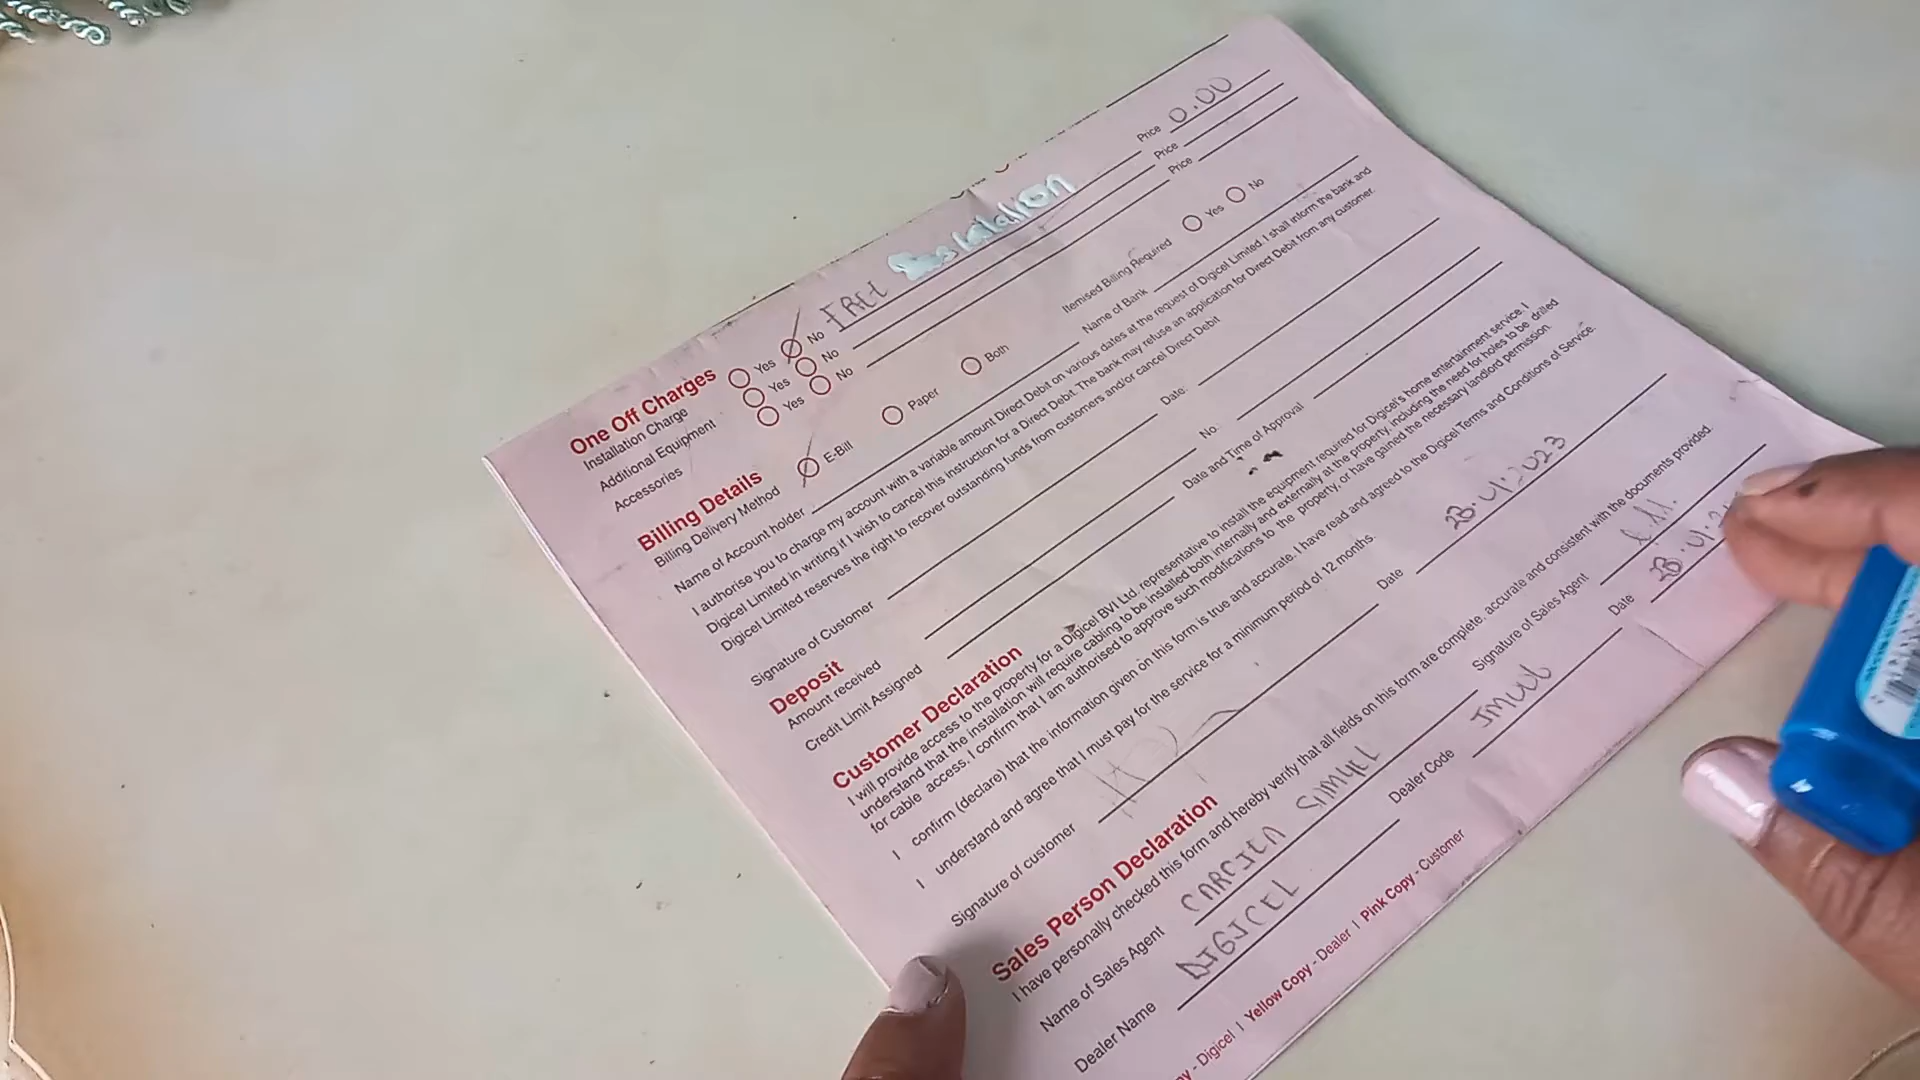 One Off Charges
Installation Charge Yes No FREE Price 0.00
Additional Equipment Yes No Price
Accessories Yes No Price
Billing Details
Billing Delivery Method E-Bill Paper Both Itemised Billing Required Yes No
Name of Account holder Name of Bank
I authorise you to charge my account with a variable amount Direct Debit on various dates at the request of Digicel Limited. I shall inform the bank and
Digicel Limited in writing if I wish to cancel this instruction for a Direct Debit. The bank may refuse an application for Direct Debit from any customer.
Digicel Limited reserves the right to recover outstanding funds from customers and/or cancel Direct Debit
Signature of Customer Date:
Deposit
Amount received No.
Credit Limit Assigned Date and Time of Approval
Customer Declaration
I will provide access to the property for a Digicel BVI Ltd. representative to install the equipment required for Digicel's home entertainment service. I
understand that the installation will require cabling to be installed both internally and externally at the property, including the need for holes to be drilled
for cable access. I confirm that I am authorised to approve such modifications to the property, or have gained the necessary landlord permission.
I confirm (declare) that the information given on this form is true and accurate. I have read and agreed to the Digicel Terms and Conditions of Service.
I understand and agree that I must pay for the service for a minimum period of 12 months.
Signature of customer Date
Sales Person Declaration
I have personally checked this form and hereby verify that all fields on this form are complete, accurate and consistent with the documents provided.
Name of Sales Agent Signature of Sales Agent
Dealer Name DIGICEL Dealer Code Date
- Digicel | Yellow Copy - Dealer | Pink Copy - Customer